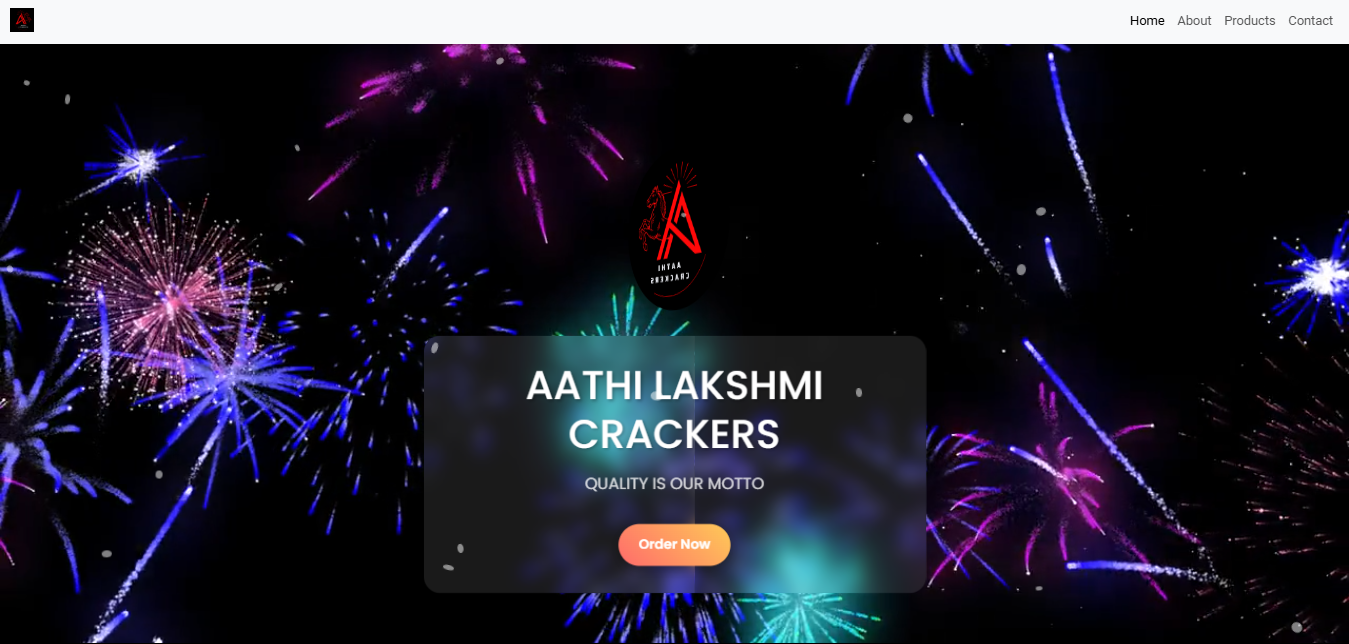 Home About Products Contact
AATHI
CRACKERS
AATHI LAKSHMI
CRACKERS
QUALITY IS OUR MOTTO
Order Now